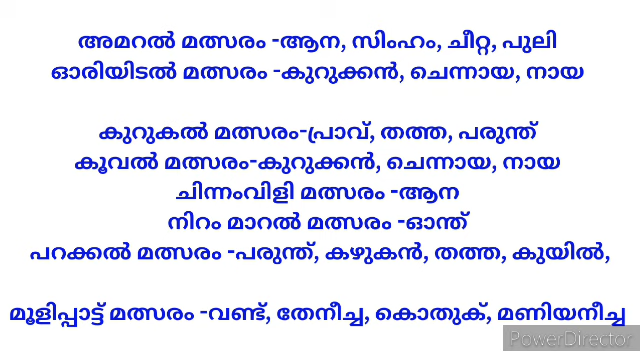 അമറൽ മത്സരം -ആന, സിംഹം, ചീറ്റ, പുലി
ഓരിയിടൽ മത്സരം -കുറുക്കൻ, ചെന്നായ, നായ
കുറുകൽ മത്സരം-പ്രാവ്, തത്ത, പരുന്ത്
കൂവൽ മത്സരം-കുറുക്കൻ, ചെന്നായ, നായ
ചിന്നംവിളി മത്സരം -ആന
നിറം മാറൽ മത്സരം -ഓന്ത്
പറക്കൽ മത്സരം -പരുന്ത്, കഴുകൻ, തത്ത, കുയിൽ,
മൂളിപ്പാട്ട് മത്സരം -വണ്ട്, തേനീച്ച, കൊതുക്, മണിയനീച്ച
PowerDirector